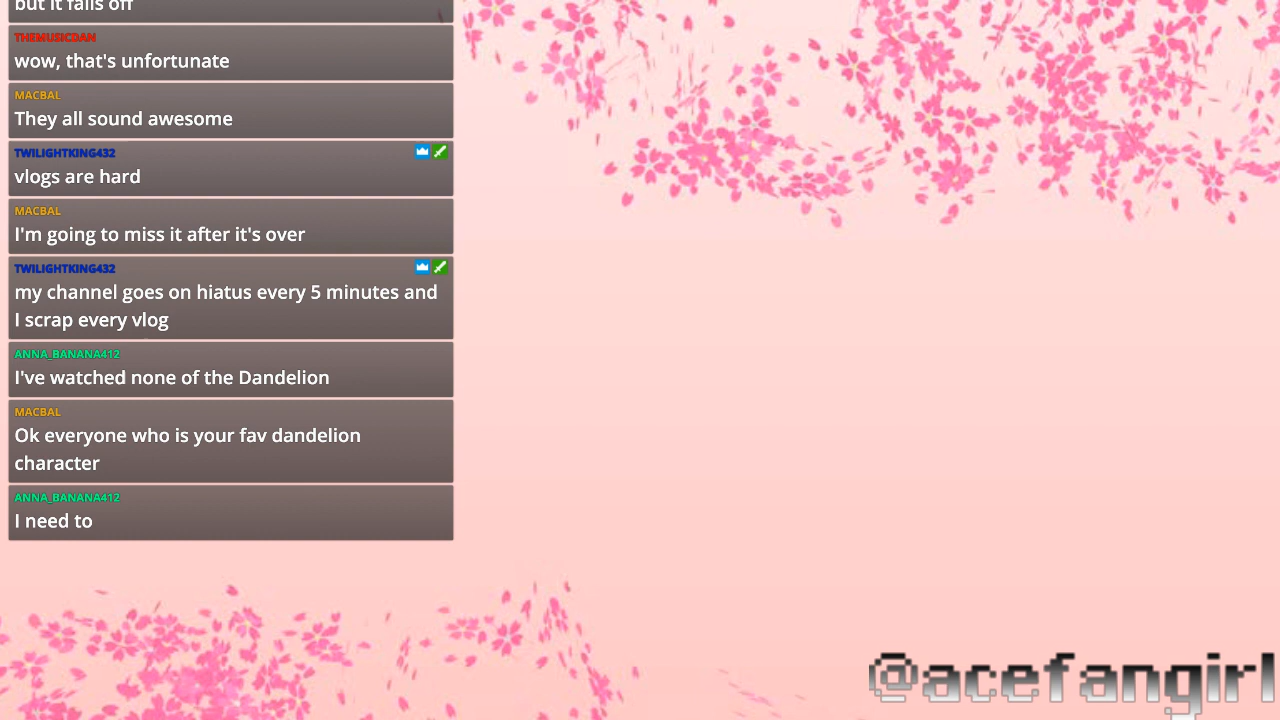 but it falls off
THEMUSICDAN
wow, that's unfortunate
MACBAL
They all sound awesome
TWILIGHTKING432
vlogs are hard
MACBAL
I'm going to miss it after it's over
TWILIGHTKING432
my channel goes on hiatus every 5 minutes and
I scrap every vlog
ANNA_BANANA412
I've watched none of the Dandelion
MACBAL
Ok everyone who is your fav dandelion
character
ANNA_BANANA412
I need to
@acefangirl